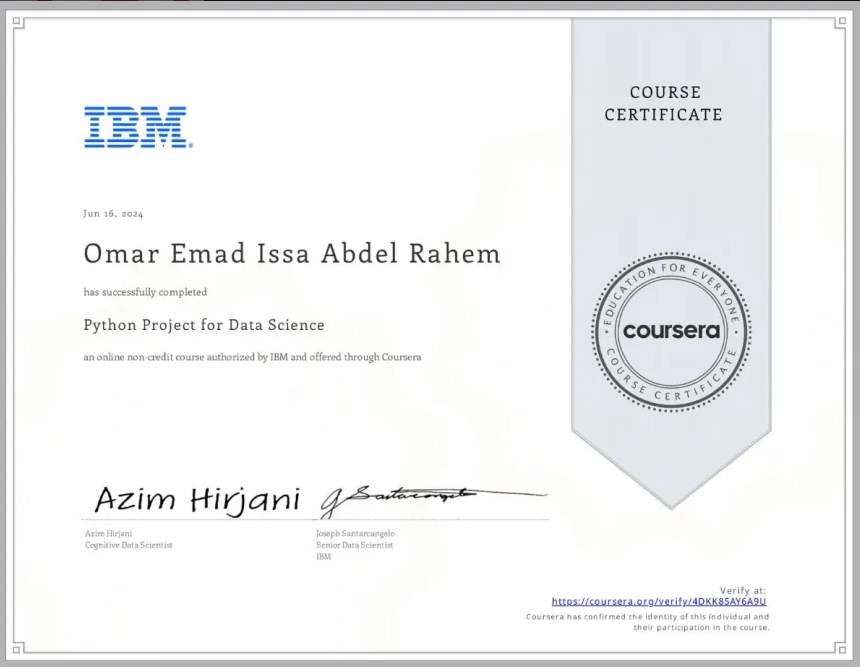 IBM
COURSE
CERTIFICATE
Jun 16, 2024
Omar Emad Issa Abdel Rahem
has successfully completed
Python Project for Data Science
an online non-credit course authorized by IBM and offered through Coursera
EDUCATION FOR EVERYONE
coursera
COURSE CERTIFICATE
Azim Hirjani
J Santarcangelo
Azim Hirjani
Cognitive Data Scientist
Joseph Santarcangelo
Senior Data Scientist
IBM
Verify at:
https://coursera.org/verify/4DKK85AY6A9U
Coursera has confirmed the identity of this individual and
their participation in the course.